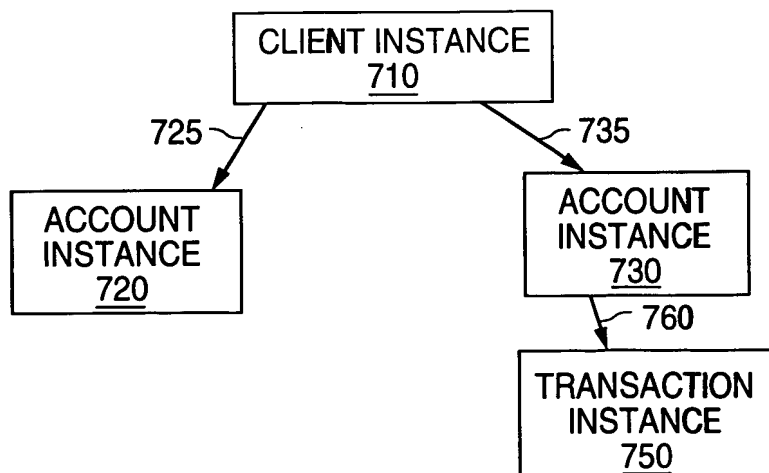 CLIENT INSTANCE
710
725
735
ACCOUNT
INSTANCE
720
ACCOUNT
INSTANCE
730
760
TRANSACTION
INSTANCE
750